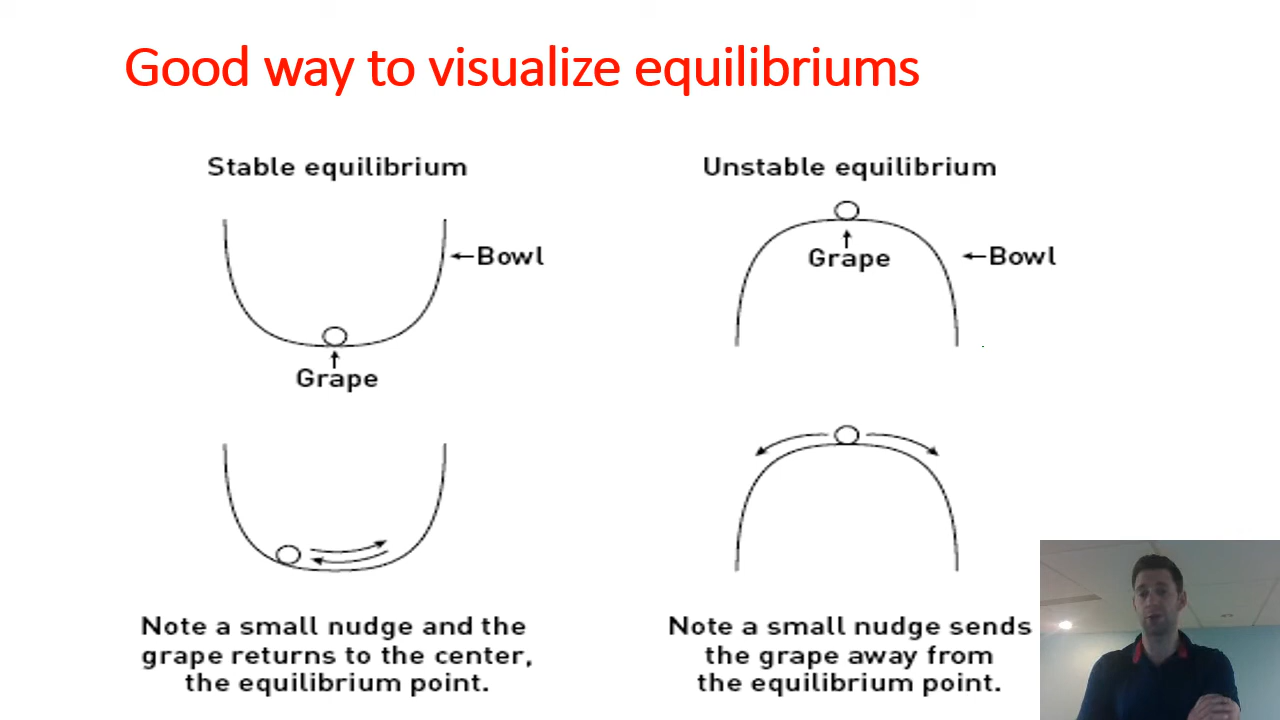 Good way to visualize equilibriums
Stable equilibrium
←Bowl
Grape
Note a small nudge and the
grape returns to the center,
the equilibrium point.
Unstable equilibrium
Grape
←Bowl
Note a small nudge sends
the grape away from
the equilibrium point.